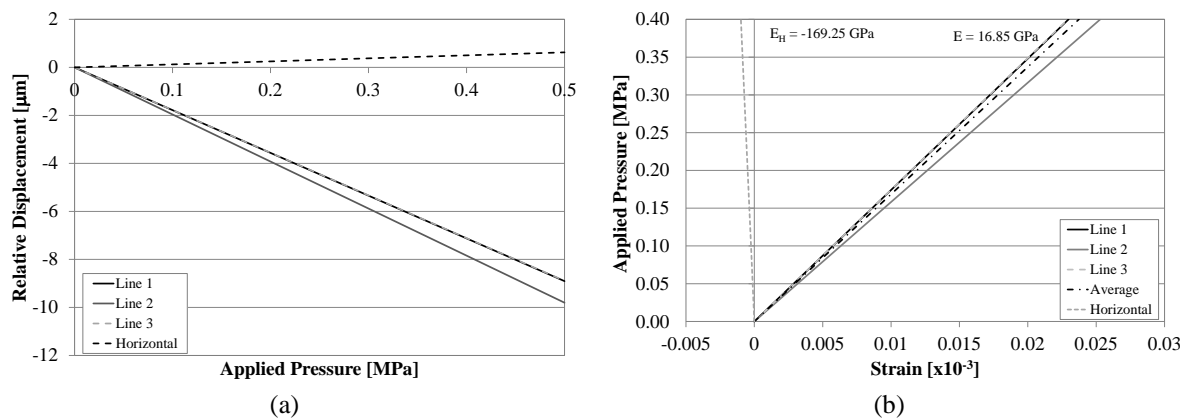 2
0
-2
-4
-6
-8
-10
-12
0 0.1 0.2 0.3 0.4 0.5
Relative Displacement [µm]
Applied Pressure [MPa]
Line 1
Line 2
Line 3
Horizontal
(a)
0.40
0.35
0.30
0.25
0.20
0.15
0.10
0.05
0.00
-0.005 0 0.005 0.01 0.015 0.02 0.025 0.03
Applied Pressure [MPa]
Strain [x10-3]
E_H = -169.25 GPa
E = 16.85 GPa
Line 1
Line 2
Line 3
Average
Horizontal
(b)